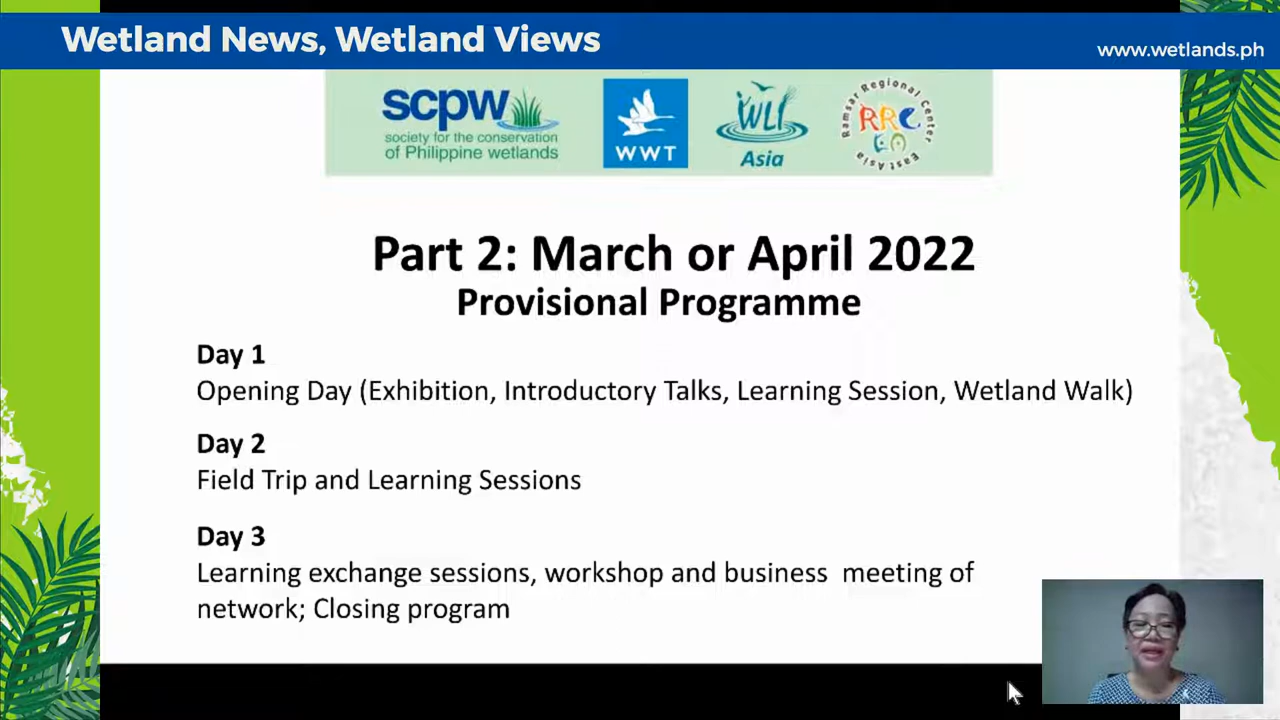 Wetland News, Wetland Views
www.wetlands.ph
scpw
society for the conservation
of Philippine wetlands
WWT
WLI
Asia
Ramsar Regional Center
RRC
EA
East Asia
Part 2: March or April 2022
Provisional Programme
Day 1
Opening Day (Exhibition, Introductory Talks, Learning Session, Wetland Walk)
Day 2
Field Trip and Learning Sessions
Day 3
Learning exchange sessions, workshop and business meeting of
network; Closing program